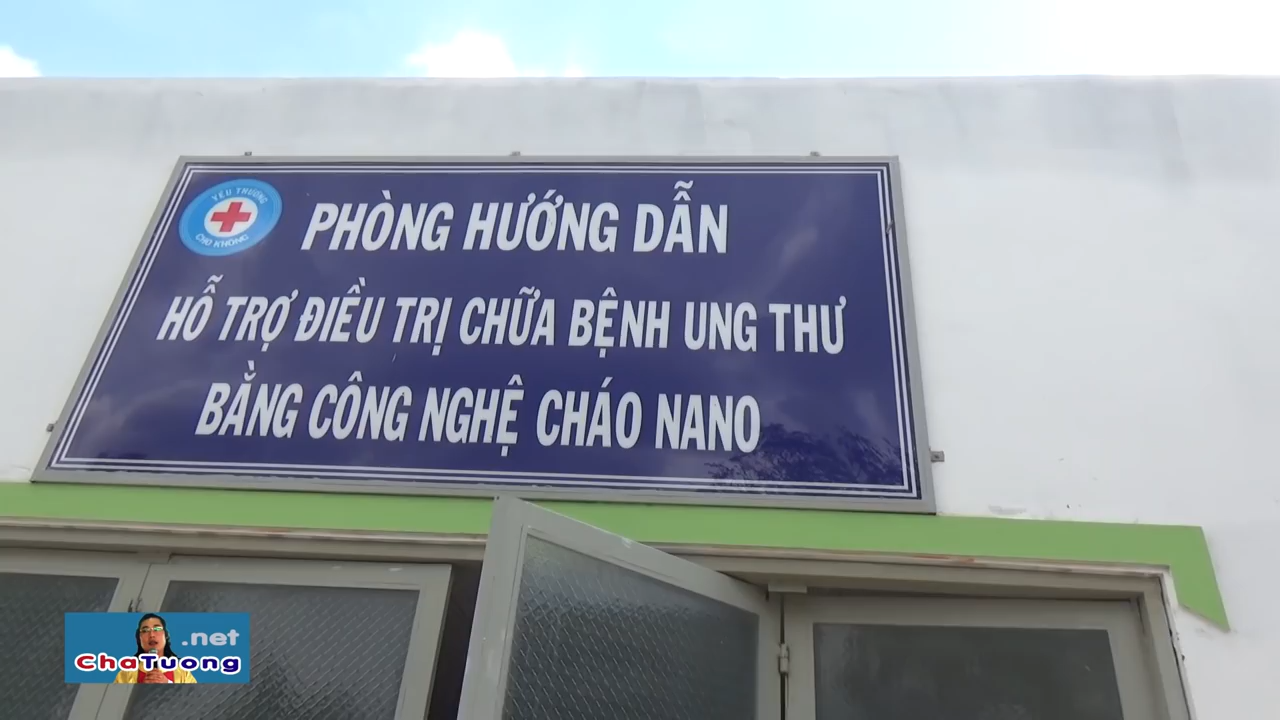 YÊU TRƯƠNG
CHO KHÔNG
PHÒNG HƯỚNG DẪN
HỖ TRỢ ĐIỀU TRỊ CHỮA BỆNH UNG THƯ
BẰNG CÔNG NGHỆ CHÁO NANO
.net
ChaTuong